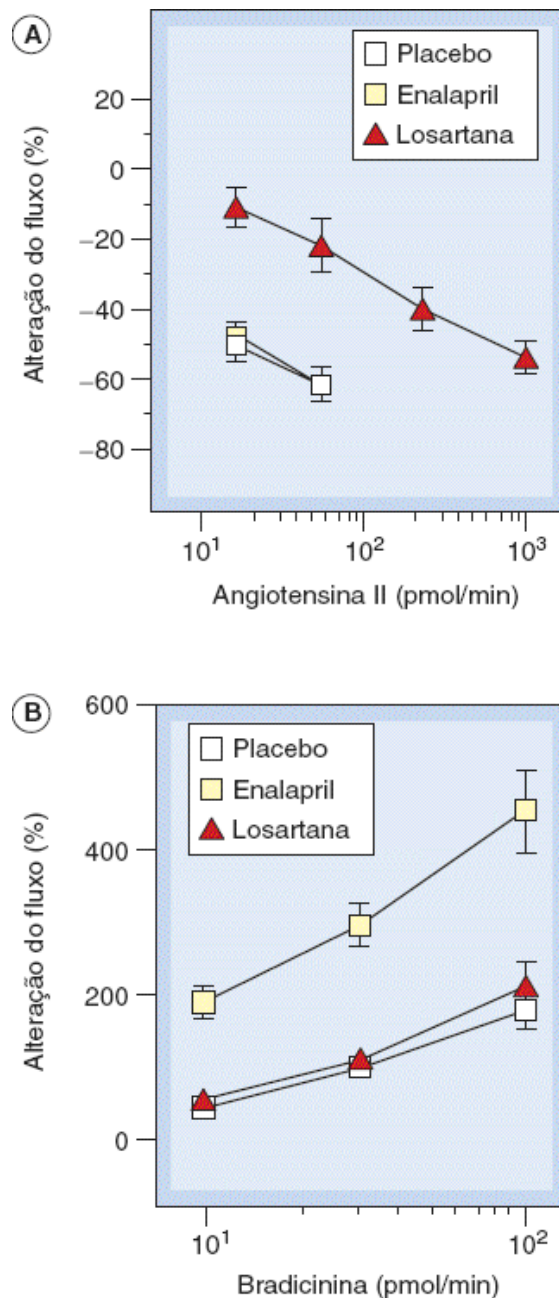 A
Placebo
Enalapril
Losartana
Alteração do fluxo (%)
20
0
–20
–40
–60
–80
10¹
10²
10³
Angiotensina II (pmol/min)
B
Placebo
Enalapril
Losartana
Alteração do fluxo (%)
600
400
200
0
10¹
10²
Bradicinina (pmol/min)